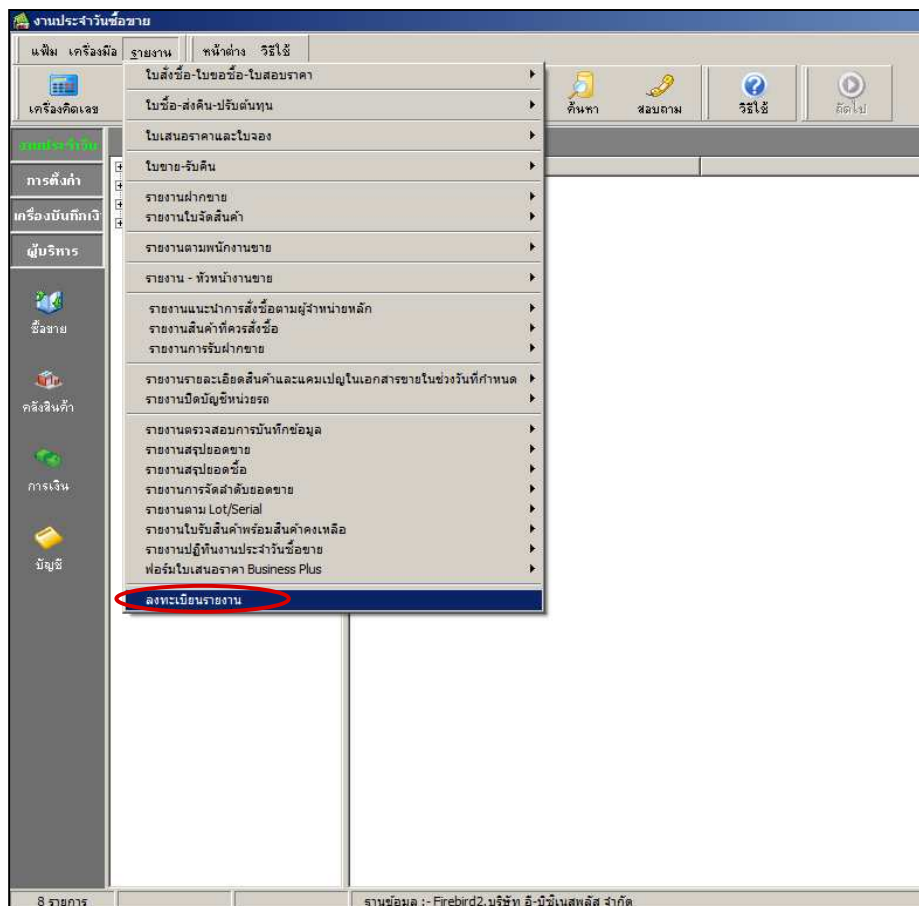 งานประจำวันซื้อขาย
แฟ้ม เครื่องมือ รายงาน หน้าต่าง วิธีใช้
เครื่องคิดเลข ค้นหา สอบถาม วิธีใช้ ถัดไป
งานประจำวัน
การตั้งค่า
เครื่องบันทึกเงิ
ผู้บริหาร
ซื้อขาย
คลังสินค้า
การเงิน
บัญชี
ใบสั่งซื้อ-ใบขอซื้อ-ใบสอบราคา
ใบซื้อ-ส่งคืน-ปรับต้นทุน
ใบเสนอราคาและใบจอง
ใบขาย-รับคืน
รายงานฝากขาย
รายงานใบจัดสินค้า
รายงานตามพนักงานขาย
รายงาน - หัวหน้างานขาย
รายงานแนะนำการสั่งซื้อตามผู้จำหน่ายหลัก
รายงานสินค้าที่ควรสั่งซื้อ
รายงานการรับฝากขาย
รายงานรายละเอียดสินค้าและแคมเปญในเอกสารขายในช่วงวันที่กำหนด
รายงานปิดบัญชีหน่วยรถ
รายงานตรวจสอบการบันทึกข้อมูล
รายงานสรุปยอดขาย
รายงานสรุปยอดซื้อ
รายงานการจัดลำดับยอดขาย
รายงานตาม Lot/Serial
รายงานใบรับสินค้าพร้อมสินค้าคงเหลือ
รายงานปฏิทินงานประจำวันซื้อขาย
ฟอร์มใบเสนอราคา Business Plus
ลงทะเบียนรายงาน
8 รายการ
ฐานข้อมูล :- Firebird2.บริษัท อี-บิซิเนสพลัส จำกัด